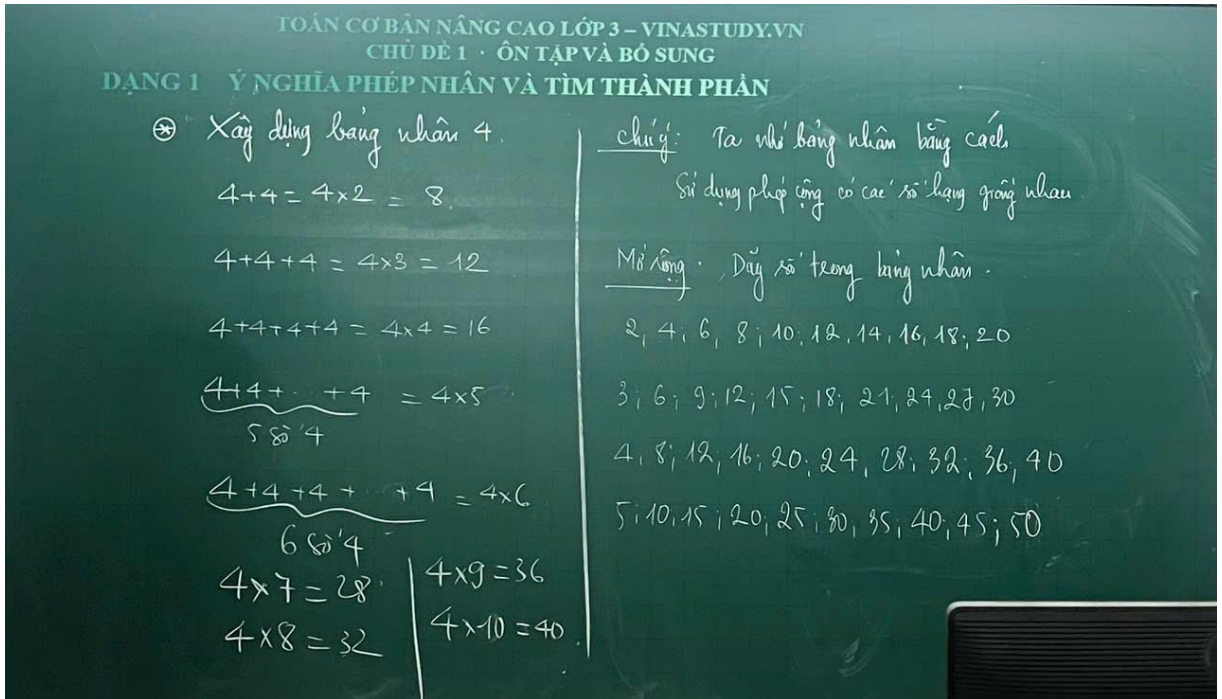 TOÁN CƠ BẢN NÂNG CAO LỚP 3 – VINASTUDY.VN
CHỦ ĐỀ 1 · ÔN TẬP VÀ BỔ SUNG
DẠNG 1 Ý NGHĨA PHÉP NHÂN VÀ TÌM THÀNH PHẦN
⊛ Xây dựng bảng nhân 4.
4+4 = 4×2 = 8.
4+4+4 = 4×3 = 12
4+4+4+4 = 4×4 = 16
4+4+...+4 = 4×5
5 số 4
4+4+4+...+4 = 4×6
6 số 4
4×7=28
4×8=32
4×9=36
4×10=40
Chú ý: Ta nhớ bảng nhân bằng cách
Sử dụng phép cộng có các số hạng giống nhau
Mở rộng. Dãy số trong bảng nhân.
2, 4; 6, 8; 10; 12, 14, 16, 18; 20
3; 6; 9; 12; 15; 18; 21; 24, 27, 30
4, 8; 12, 16; 20; 24, 28; 32; 36, 40
5; 10, 15; 20, 25; 30, 35, 40, 45; 50